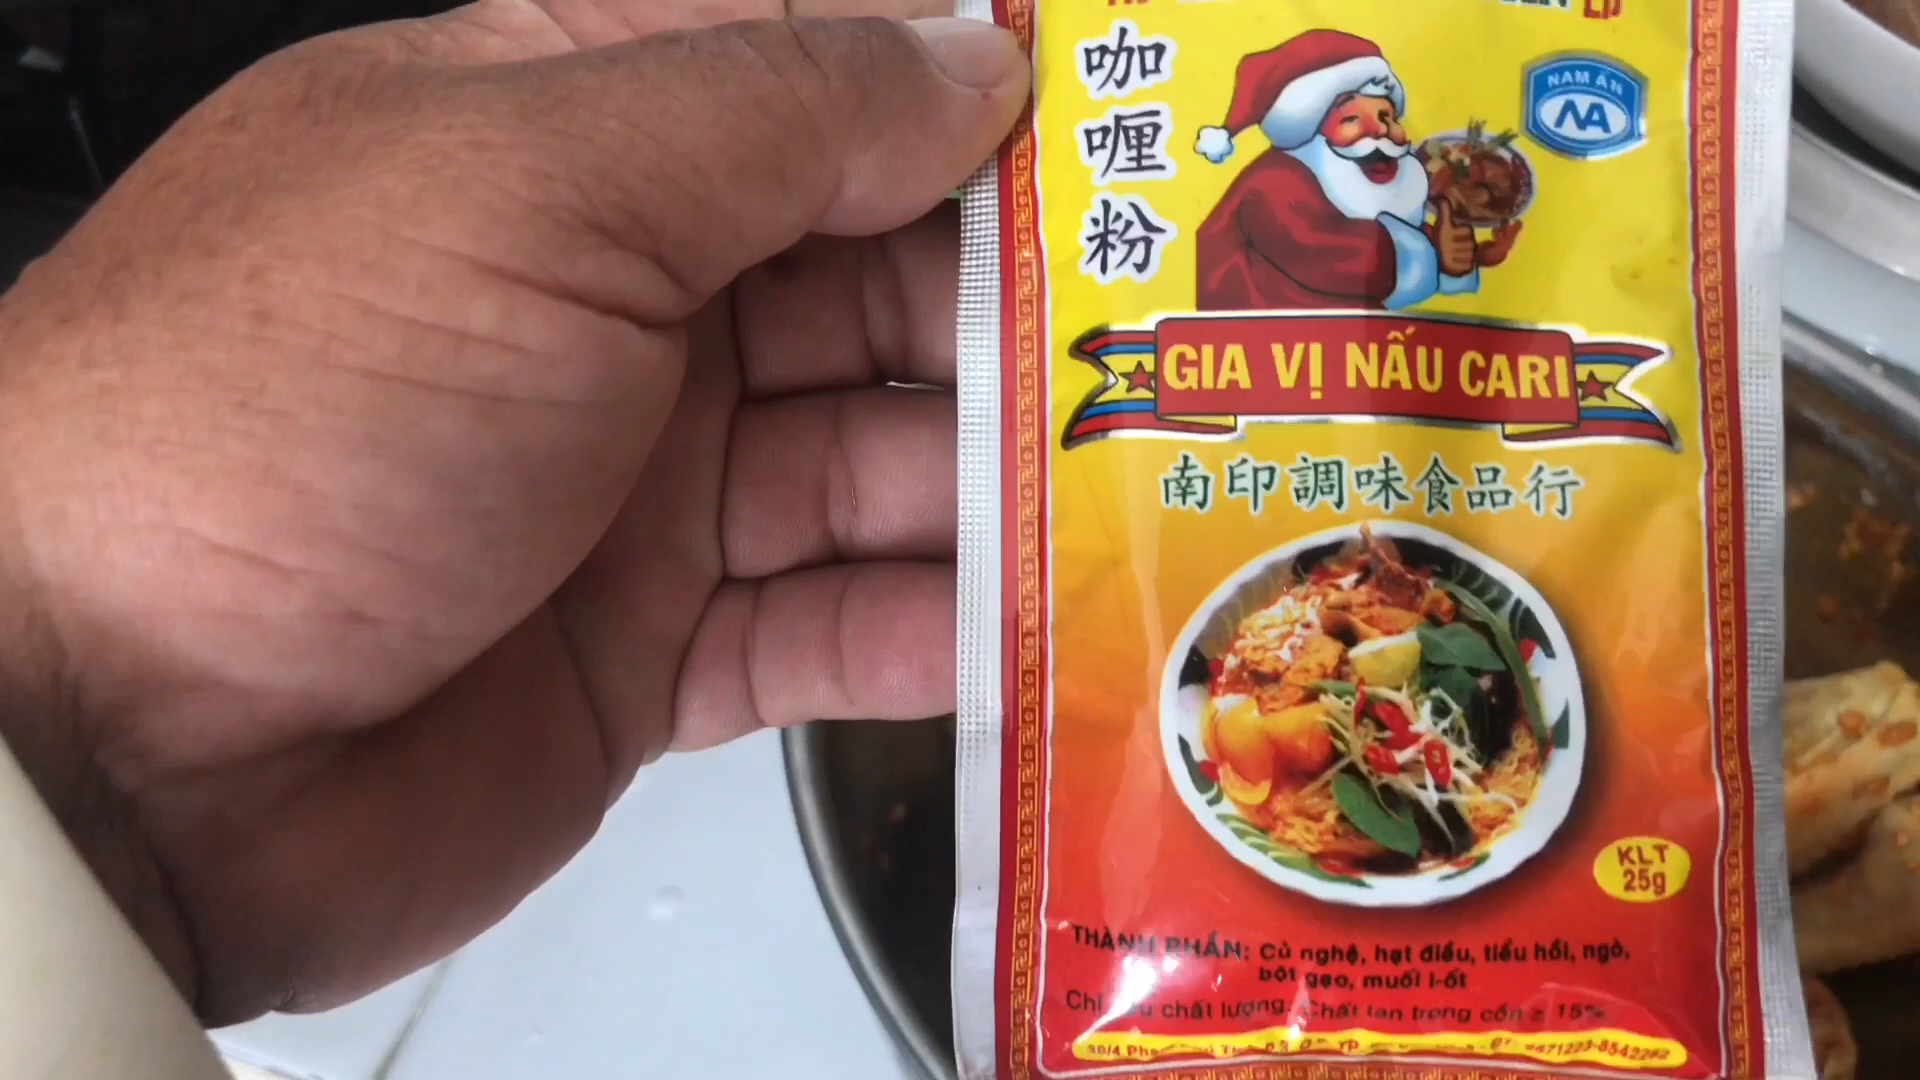 咖喱粉
NAM ẤN
NA
GIA VỊ NẤU CARI
南印調味食品行
KLT
25g
THÀNH PHẦN: Củ nghệ, hạt điều, tiểu hồi, ngò,
bột gạo, muối I-ốt
chất lượng: Chất tan trong cồn ≥ 15%